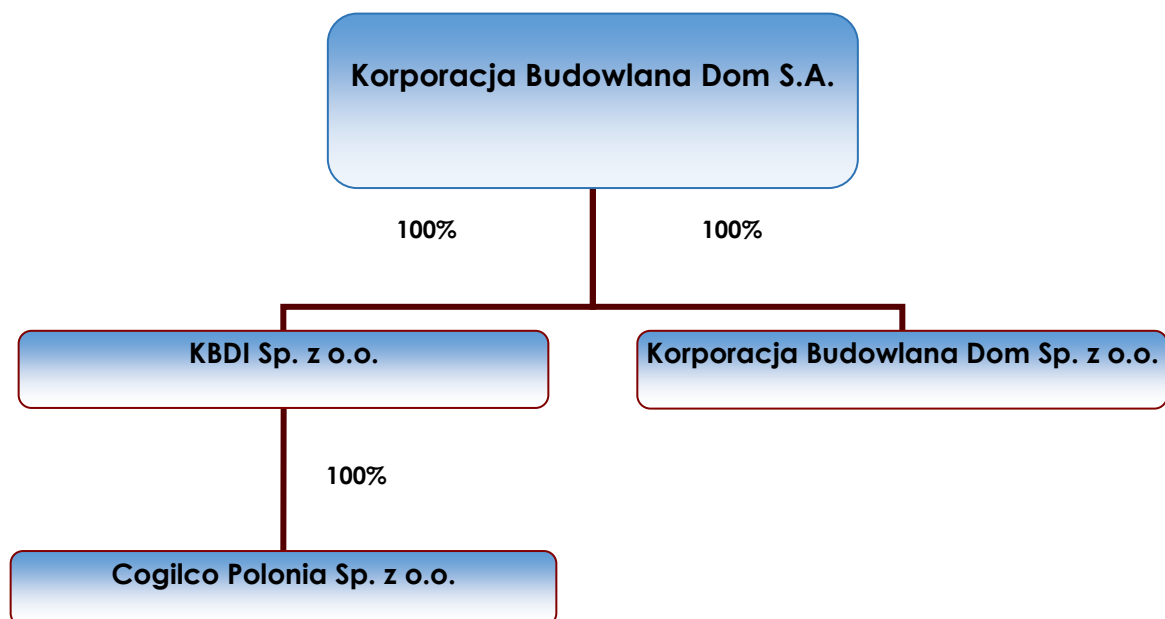 Korporacja Budowlana Dom S.A.
100%
100%
KBDI Sp. z o.o.
Korporacja Budowlana Dom Sp. z o.o.
100%
Cogilco Polonia Sp. z o.o.